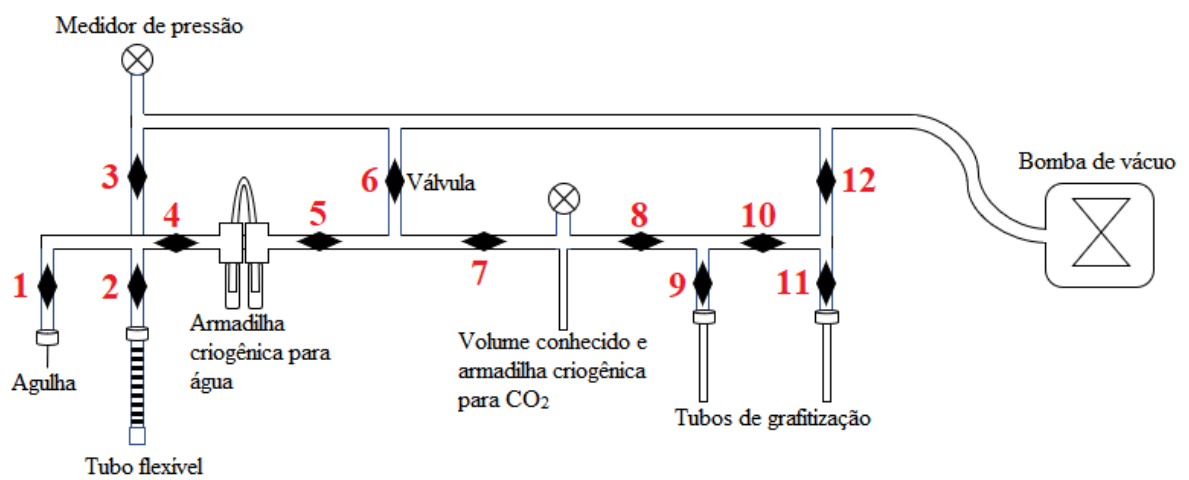 Medidor de pressão
Bomba de vácuo
3
6
Válvula
12
4
5
8
10
1
2
7
9
11
Armadilha
criogênica para
água
Volume conhecido e
armadilha criogênica
para CO₂
Agulha
Tubos de grafitização
Tubo flexível